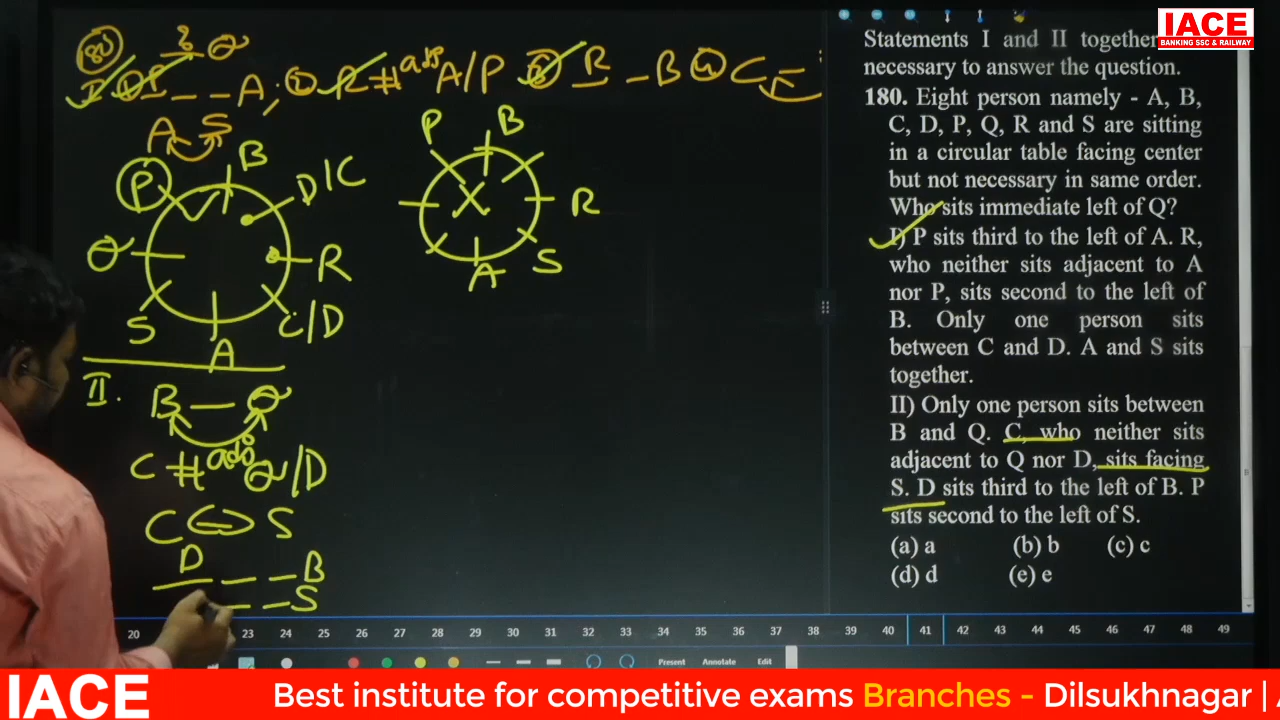 IACE
BANKING SSC & RAILWAY
Statements I and II together
necessary to answer the question.
180. Eight person namely - A, B,
C, D, P, Q, R and S are sitting
in a circular table facing center
but not necessary in same order.
Who sits immediate left of Q?
I) P sits third to the left of A. R,
who neither sits adjacent to A
nor P, sits second to the left of
B. Only one person sits
between C and D. A and S sits
together.
II) Only one person sits between
B and Q. C, who neither sits
adjacent to Q nor D, sits facing
S. D sits third to the left of B. P
sits second to the left of S.
(a) a (b) b (c) c
(d) d (e) e
180
A S
B
P
D/C
Q
R
S
C/D
A
P B
R
S
A
II.
B — Q
C # adj Q/D
C ⇔ S
D _ _ B
_ _ S
20 23 24 25 26 27 28 29 30 31 32 33 34 35 36 37 38 39 40 41 42 43 44 45 46 47 48 49
Present Annotate Edit
IACE Best institute for competitive exams Branches - Dilsukhnagar |